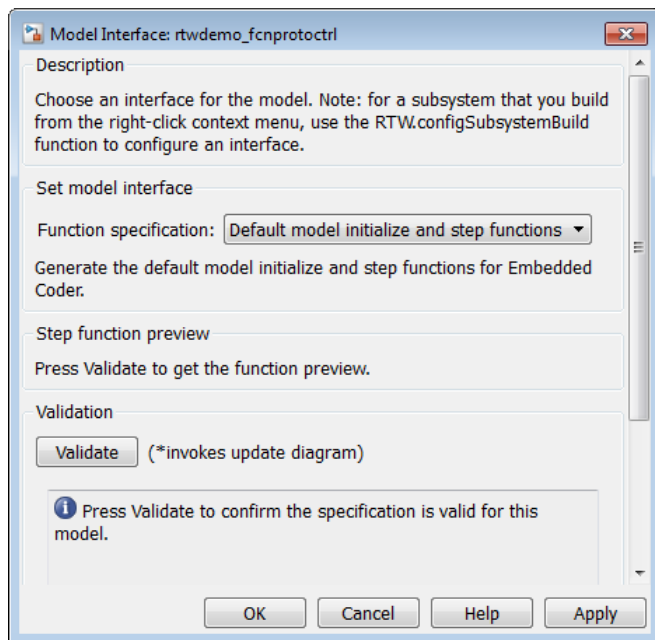 Model Interface: rtwdemo_fcnprotoctrl
Description
Choose an interface for the model. Note: for a subsystem that you build
from the right-click context menu, use the RTW.configSubsystemBuild
function to configure an interface.
Set model interface
Function specification: Default model initialize and step functions
Generate the default model initialize and step functions for Embedded
Coder.
Step function preview
Press Validate to get the function preview.
Validation
Validate (*invokes update diagram)
Press Validate to confirm the specification is valid for this
model.
OK Cancel Help Apply